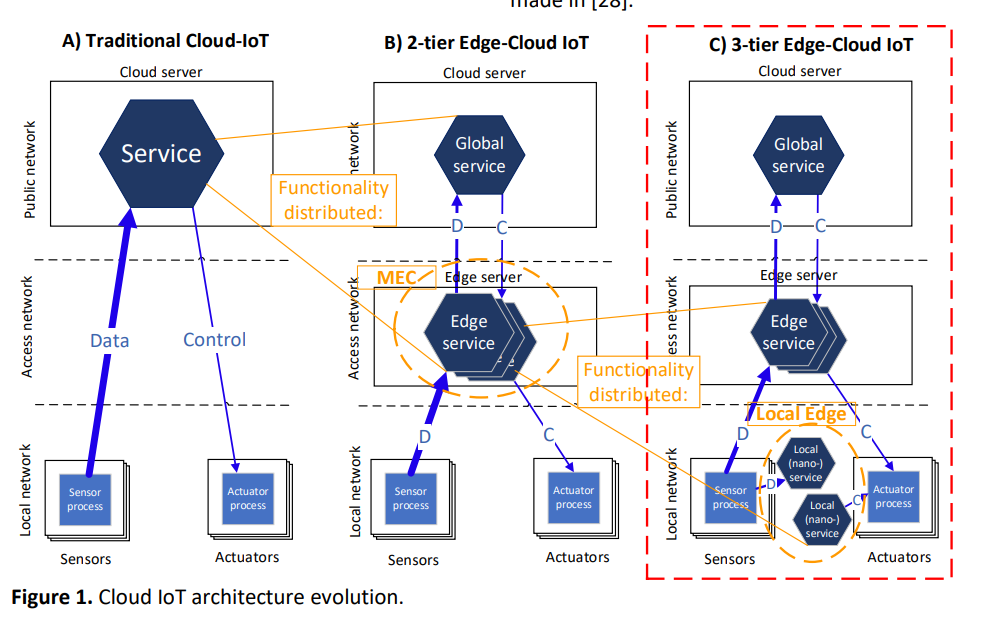 made in [28].
A) Traditional Cloud-IoT
B) 2-tier Edge-Cloud IoT
C) 3-tier Edge-Cloud IoT
Cloud server
Public network
Service
Data
Control
Access network
Local network
Sensor
process
Sensors
Actuator
process
Actuators
Functionality
distributed:
Cloud server
network
Global
service
D
C
MEC
Edge server
Access network
Edge
service
D
C
Local network
Sensor
process
Sensors
Actuator
process
Actuators
Functionality
distributed:
Cloud server
Public network
Global
service
D
C
Edge server
network
Edge
service
Local Edge
D
C
Local network
Sensor
process
Sensors
D
Local
(nano-)
service
Local
(nano-)
service
C
Actuator
process
Actuators
Figure 1. Cloud IoT architecture evolution.